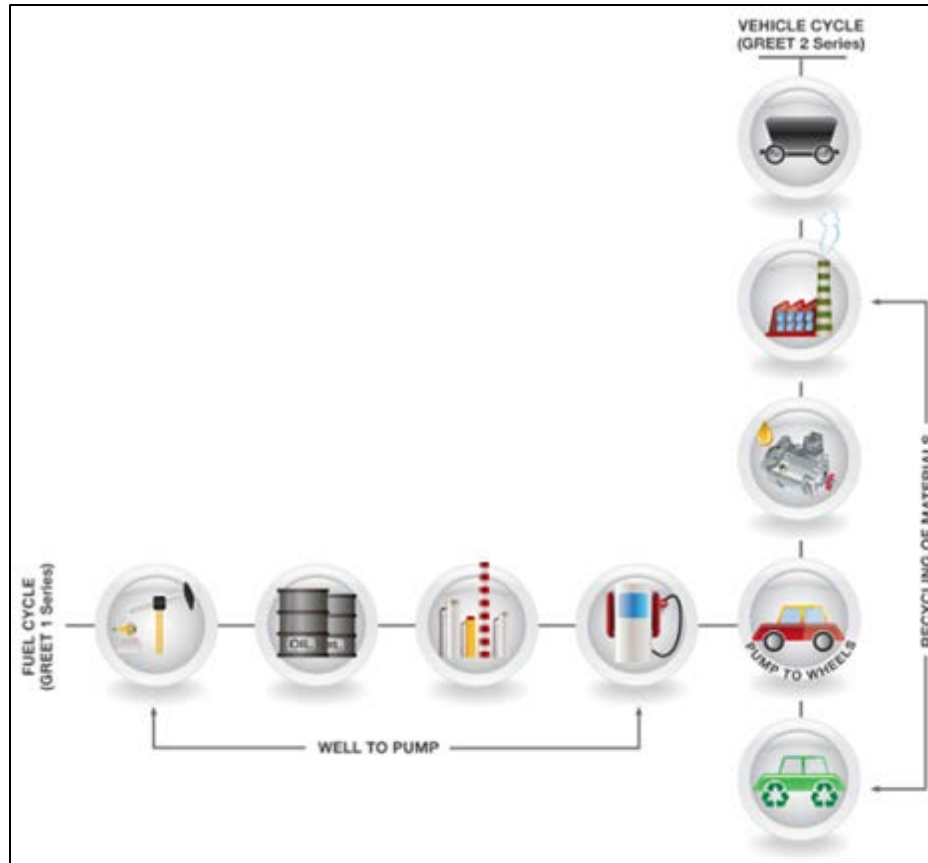 VEHICLE CYCLE
(GREET 2 Series)
RECYCLING OF MATERIALS
FUEL CYCLE
(GREET 1 Series)
OIL
OIL
PUMP TO WHEELS
WELL TO PUMP